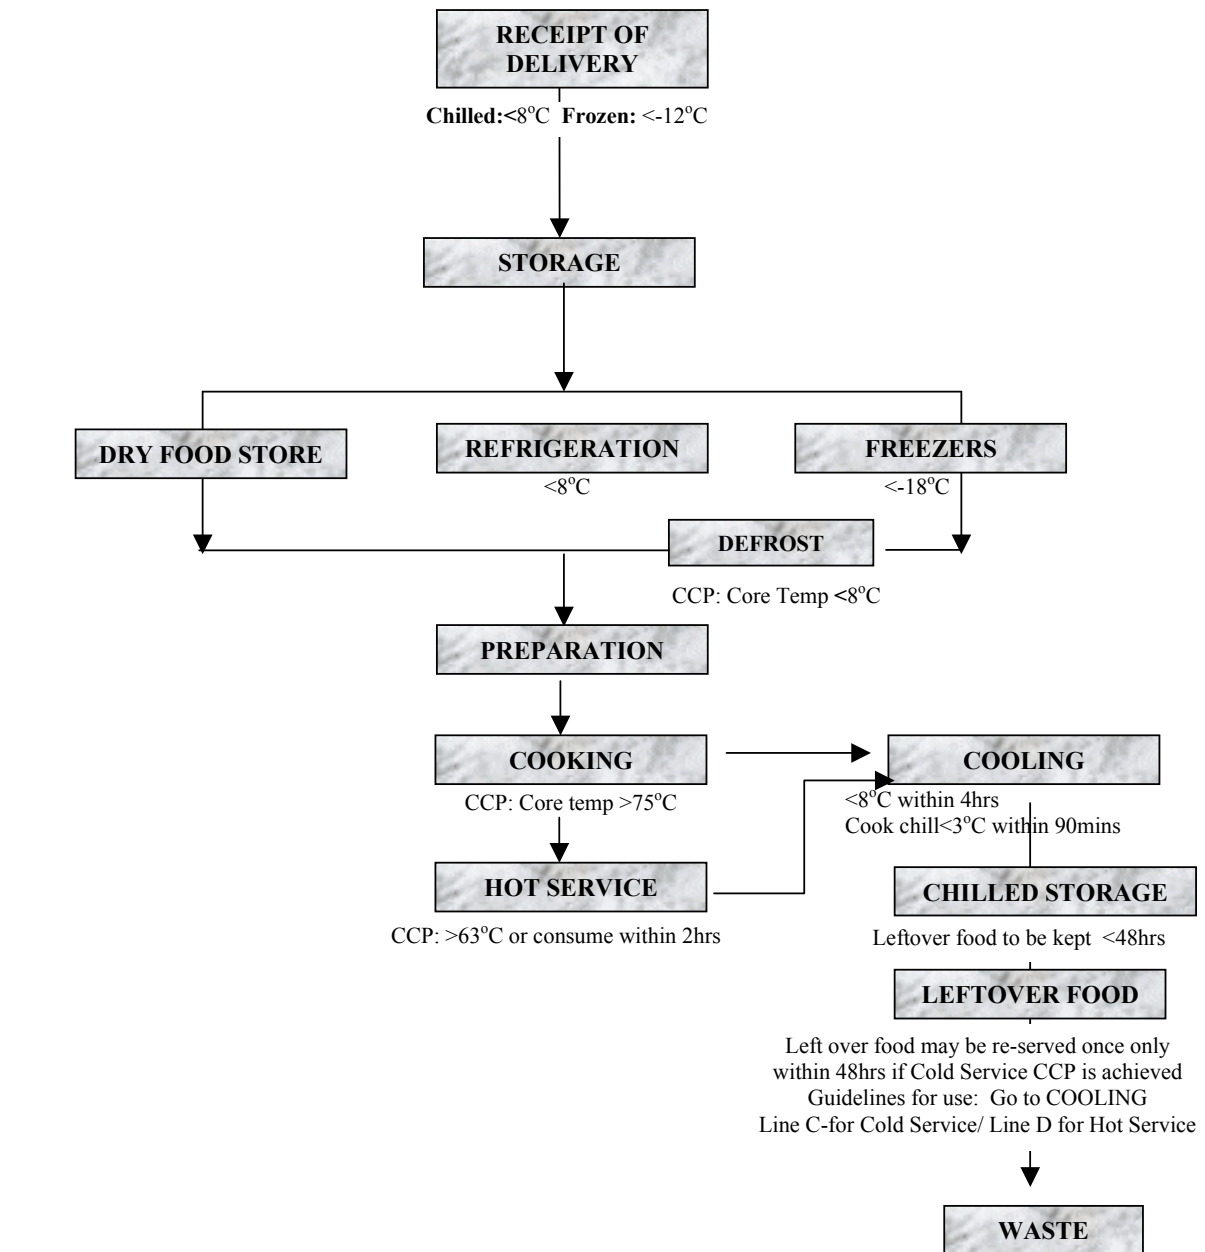 RECEIPT OF
DELIVERY
Chilled:<8°C Frozen: <-12°C
STORAGE
DRY FOOD STORE
REFRIGERATION
<8°C
FREEZERS
<-18°C
DEFROST
CCP: Core Temp <8°C
PREPARATION
COOKING
CCP: Core temp >75°C
COOLING
<8°C within 4hrs
Cook chill<3°C within 90mins
HOT SERVICE
CCP: >63°C or consume within 2hrs
CHILLED STORAGE
Leftover food to be kept <48hrs
LEFTOVER FOOD
Left over food may be re-served once only
within 48hrs if Cold Service CCP is achieved
Guidelines for use: Go to COOLING
Line C-for Cold Service/ Line D for Hot Service
WASTE